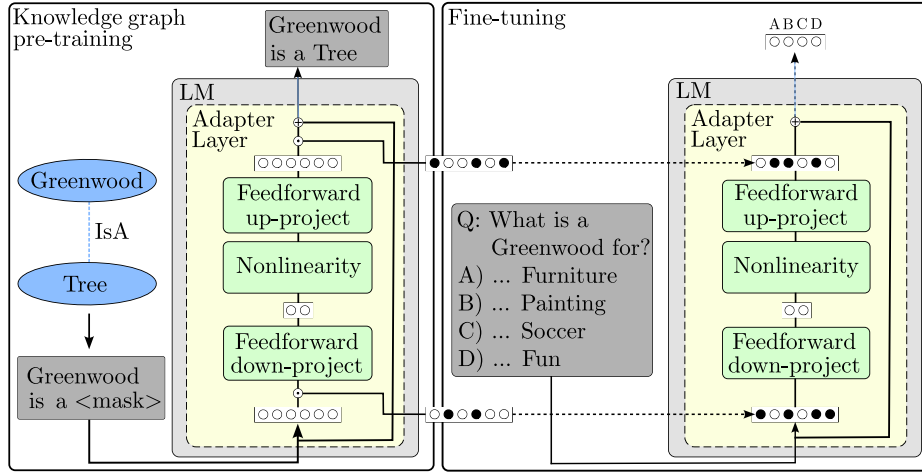 Knowledge graph
pre-training
Greenwood
is a Tree
LM
Adapter
Layer
Greenwood
IsA
Tree
Feedforward
up-project
Nonlinearity
Feedforward
down-project
Greenwood
is a <mask>
Fine-tuning
A B C D
LM
Adapter
Layer
Q: What is a
Greenwood for?
A) ... Furniture
B) ... Painting
C) ... Soccer
D) ... Fun
Feedforward
up-project
Nonlinearity
Feedforward
down-project